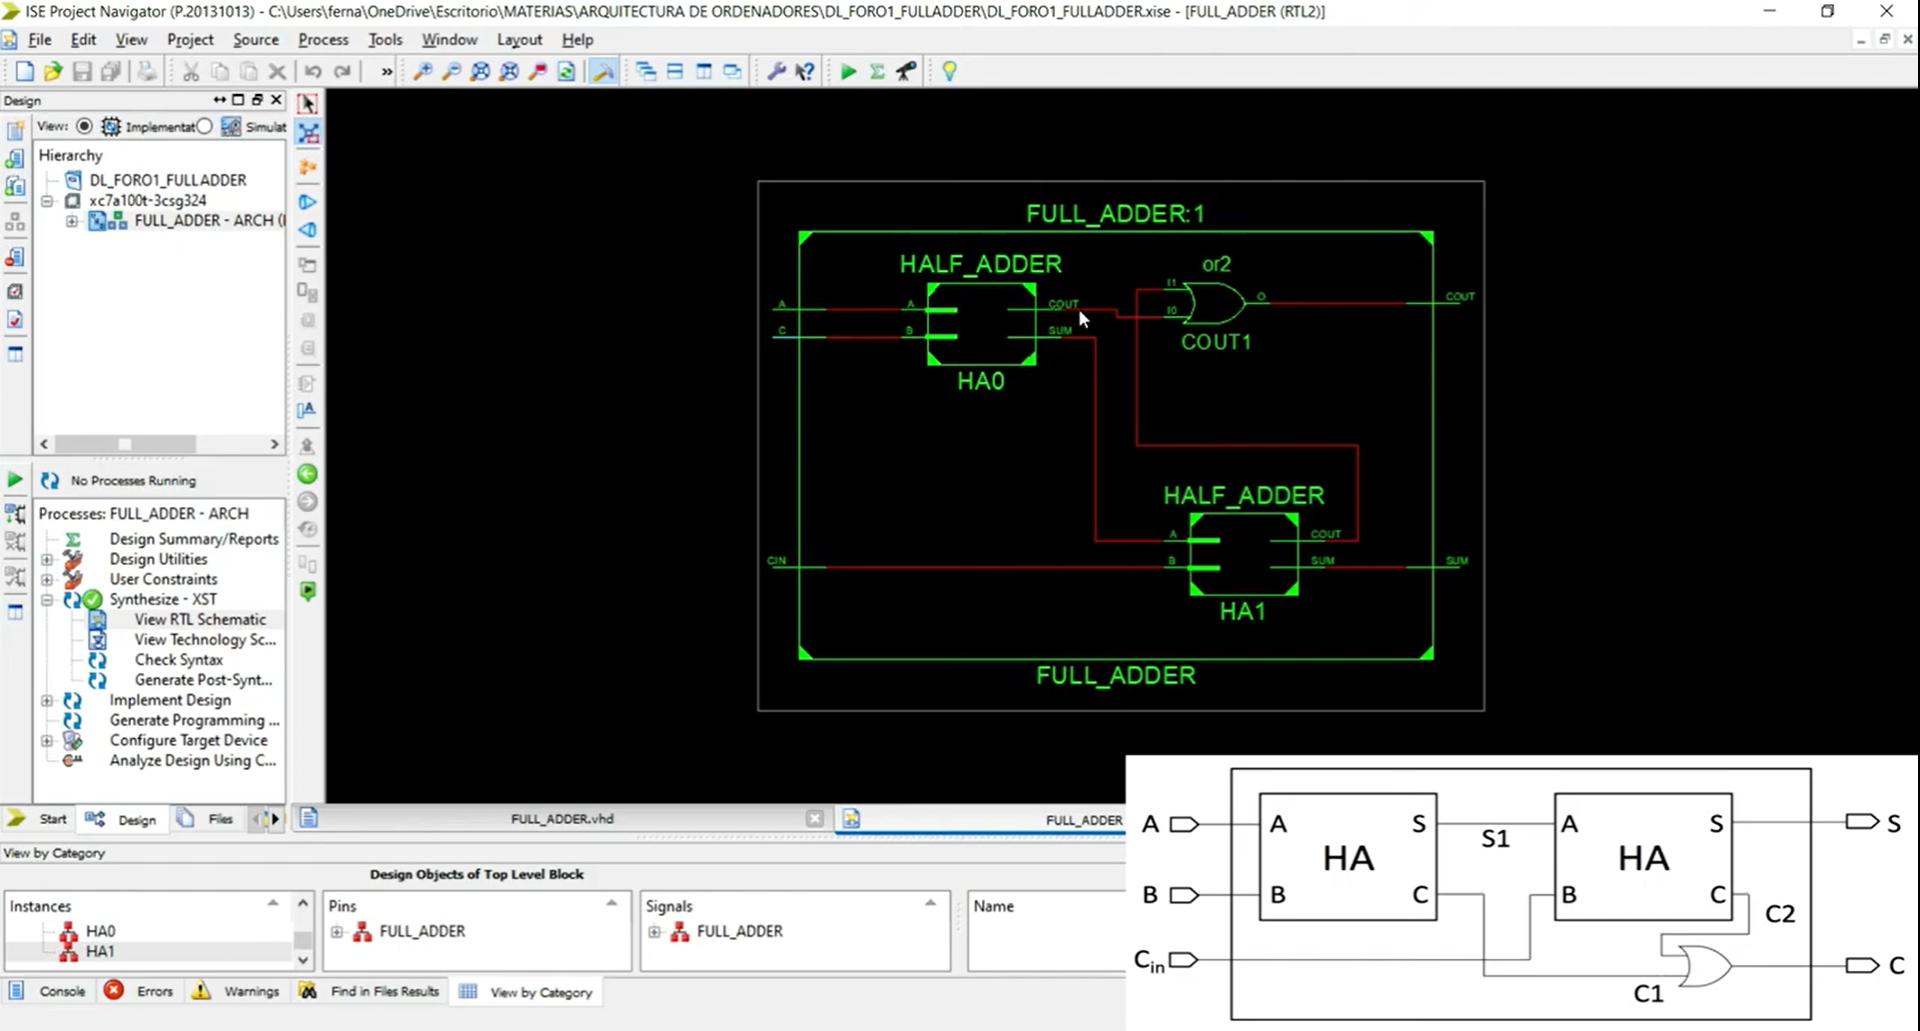 ISE Project Navigator (P.20131013) - C:\Users\ferna\OneDrive\Escritorio\MATERIAS\ARQUITECTURA DE ORDENADORES\DL_FORO1_FULLADDER\DL_FORO1_FULLADDER.xise - [FULL_ADDER (RTL2)]
File Edit View Project Source Process Tools Window Layout Help
»
Design
View: Implementat Simulat
Hierarchy
DL_FORO1_FULLADDER
xc7a100t-3csg324
FULL_ADDER - ARCH (
No Processes Running
Processes: FULL_ADDER - ARCH
Design Summary/Reports
Design Utilities
User Constraints
Synthesize - XST
View RTL Schematic
View Technology Sc...
Check Syntax
Generate Post-Synt...
Implement Design
Generate Programming ...
Configure Target Device
Analyze Design Using C...
Start Design Files
FULL_ADDER:1
HALF_ADDER or2
A A COUT I1 O COUT
C B SUM I0
COUT1
HA0
HALF_ADDER
A COUT
CIN B SUM SUM
HA1
FULL_ADDER
FULL_ADDER.vhd FULL_ADDER
View by Category
Design Objects of Top Level Block
Instances Pins Signals Name
HA0 FULL_ADDER FULL_ADDER
HA1
Console Errors Warnings Find in Files Results View by Category
A A S A S S
S1
HA HA
B B C B C
C2
Cin C
C1